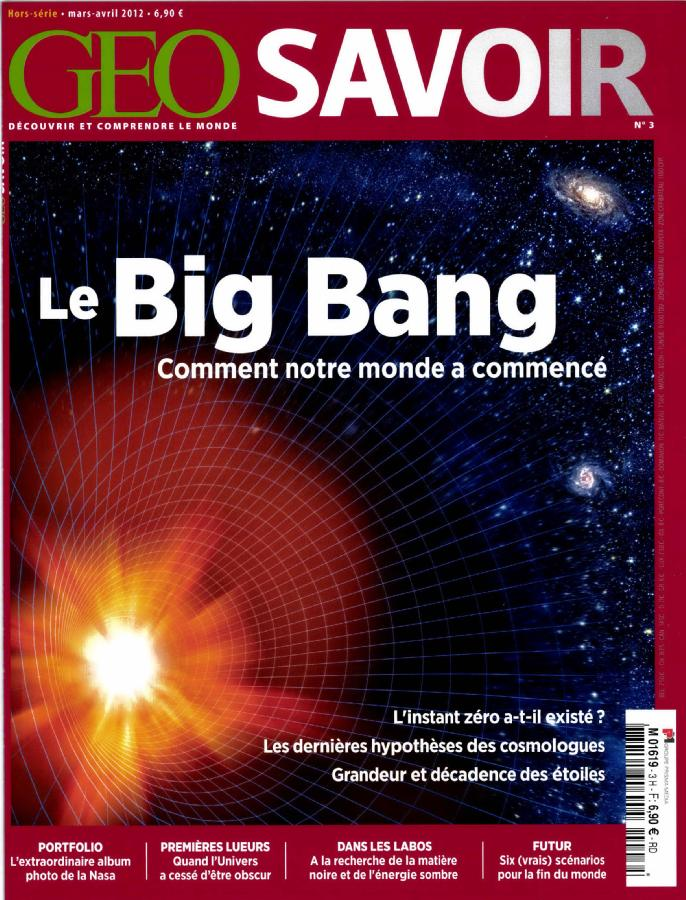 Hors-série • mars-avril 2012 • 6,90 €
GEO SAVOIR
DÉCOUVRIR ET COMPRENDRE LE MONDE
N° 3
Le Big Bang
Comment notre monde a commencé
L'instant zéro a-t-il existé ?
Les dernières hypothèses des cosmologues
Grandeur et décadence des étoiles
GROUPE PRISMA MEDIA
M 01619 - 3 H - F: 6,90 € - RD
PORTFOLIO
L'extraordinaire album
photo de la Nasa
PREMIÈRES LUEURS
Quand l'Univers
a cessé d'être obscur
DANS LES LABOS
A la recherche de la matière
noire et de l'énergie sombre
FUTUR
Six (vrais) scénarios
pour la fin du monde